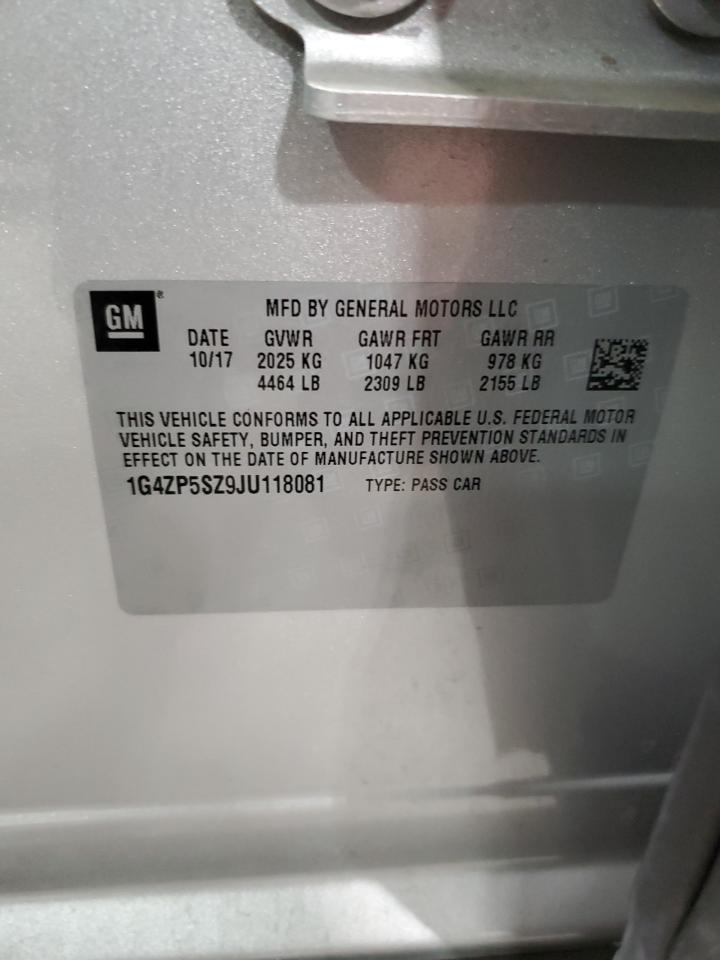 GM®
MFD BY GENERAL MOTORS LLC
DATE GVWR GAWR FRT GAWR RR
10/17 2025 KG 1047 KG 978 KG
4464 LB 2309 LB 2155 LB
THIS VEHICLE CONFORMS TO ALL APPLICABLE U.S. FEDERAL MOTOR
VEHICLE SAFETY, BUMPER, AND THEFT PREVENTION STANDARDS IN
EFFECT ON THE DATE OF MANUFACTURE SHOWN ABOVE.
1G4ZP5SZ9JU118081 TYPE: PASS CAR